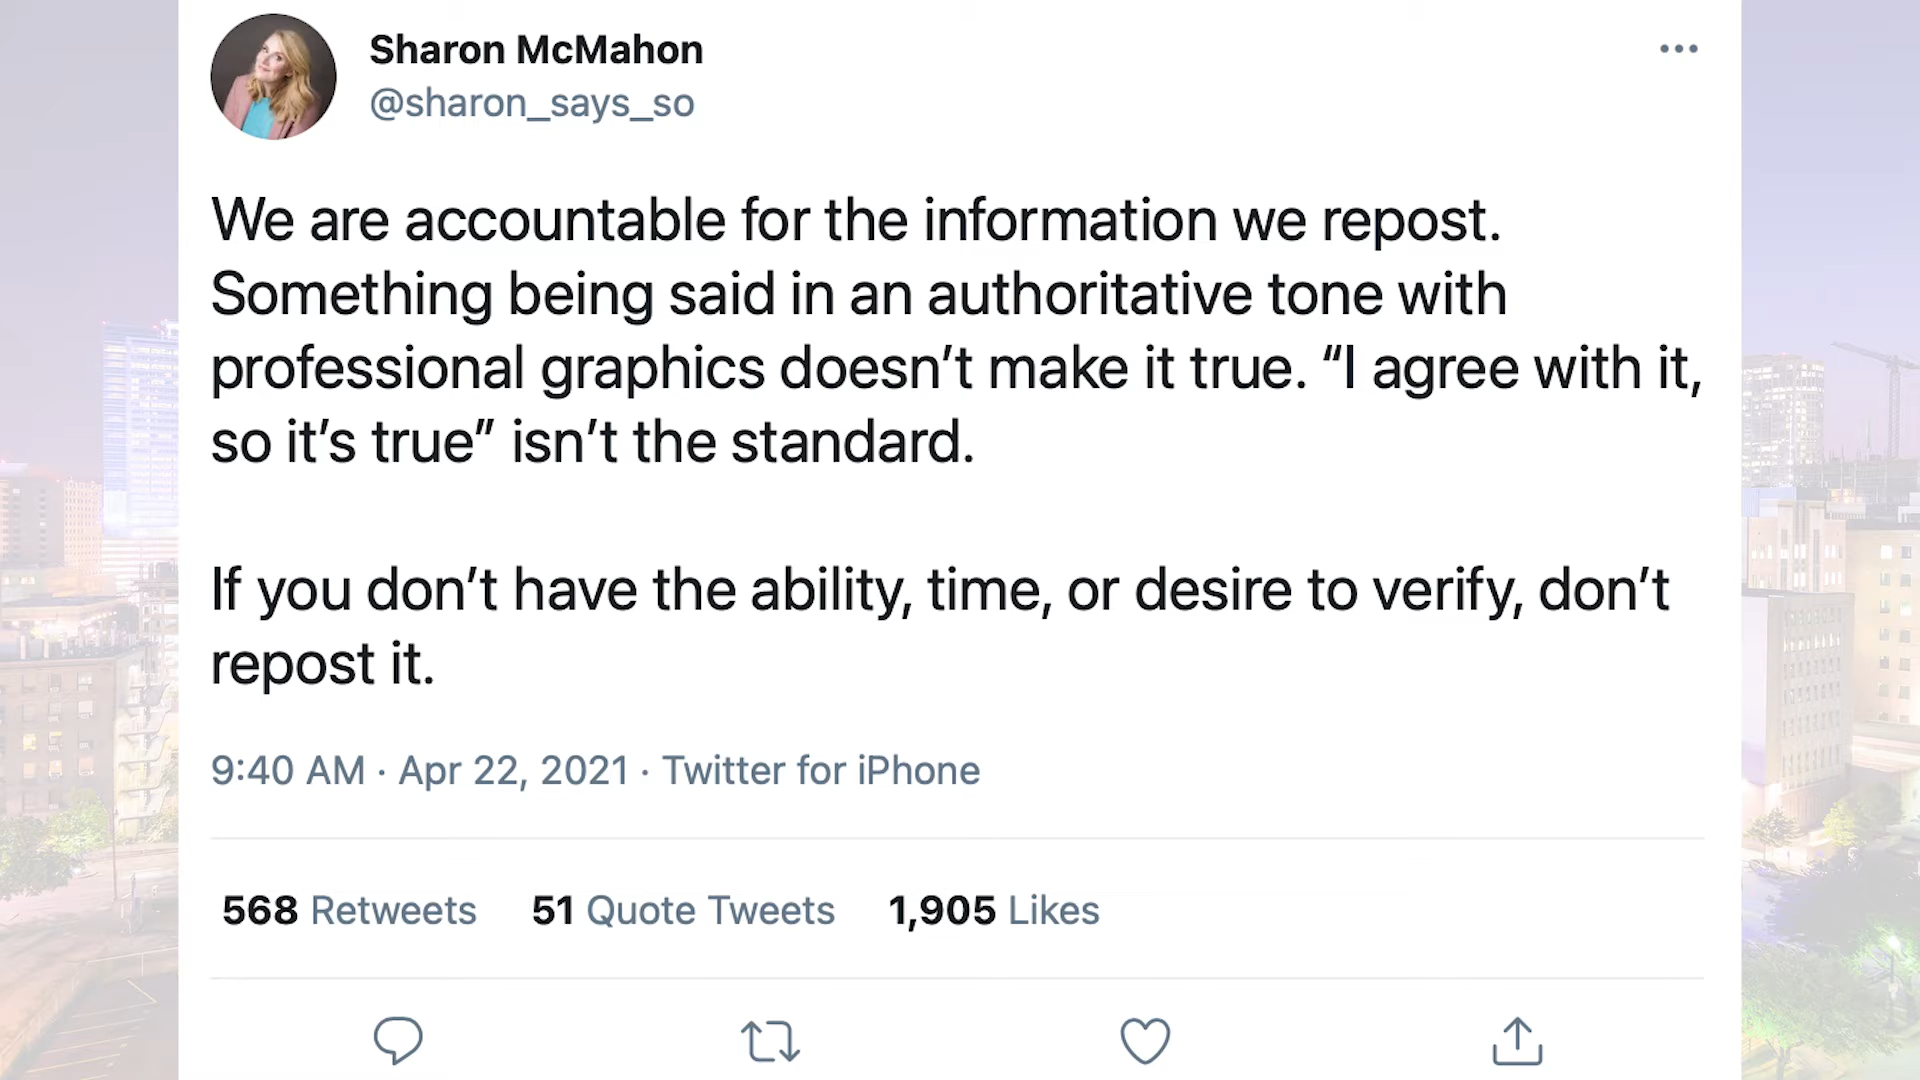 Sharon McMahon
@sharon_says_so
We are accountable for the information we repost.
Something being said in an authoritative tone with
professional graphics doesn’t make it true. “I agree with it,
so it’s true” isn’t the standard.
If you don’t have the ability, time, or desire to verify, don’t
repost it.
9:40 AM · Apr 22, 2021 · Twitter for iPhone
568 Retweets 51 Quote Tweets 1,905 Likes